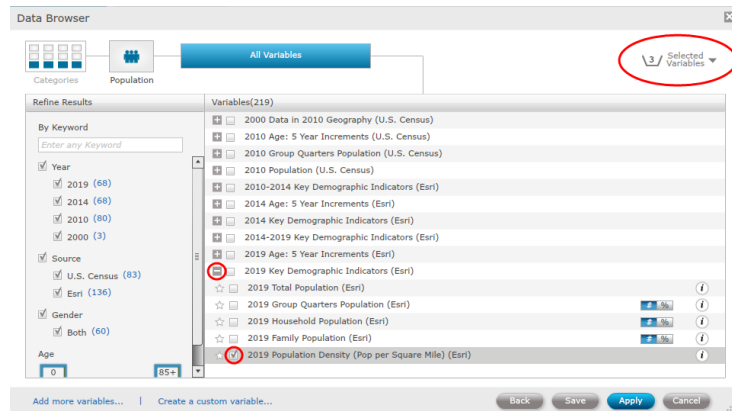 Data Browser
All Variables
3 Selected Variables
Categories
Population
Refine Results
Variables(219)
By Keyword
Enter any Keyword
Year
2019 (68)
2014 (68)
2010 (80)
2000 (3)
Source
U.S. Census (83)
Esri (136)
Gender
Both (60)
Age
0 85+
2000 Data in 2010 Geography (U.S. Census)
2010 Age: 5 Year Increments (U.S. Census)
2010 Group Quarters Population (U.S. Census)
2010 Population (U.S. Census)
2010-2014 Key Demographic Indicators (Esri)
2014 Age: 5 Year Increments (Esri)
2014 Key Demographic Indicators (Esri)
2014-2019 Key Demographic Indicators (Esri)
2019 Age: 5 Year Increments (Esri)
2019 Key Demographic Indicators (Esri)
2019 Total Population (Esri) i
2019 Group Quarters Population (Esri) # % i
2019 Household Population (Esri) # % i
2019 Family Population (Esri) # % i
2019 Population Density (Pop per Square Mile) (Esri) i
Add more variables... | Create a custom variable... Back Save Apply Cancel